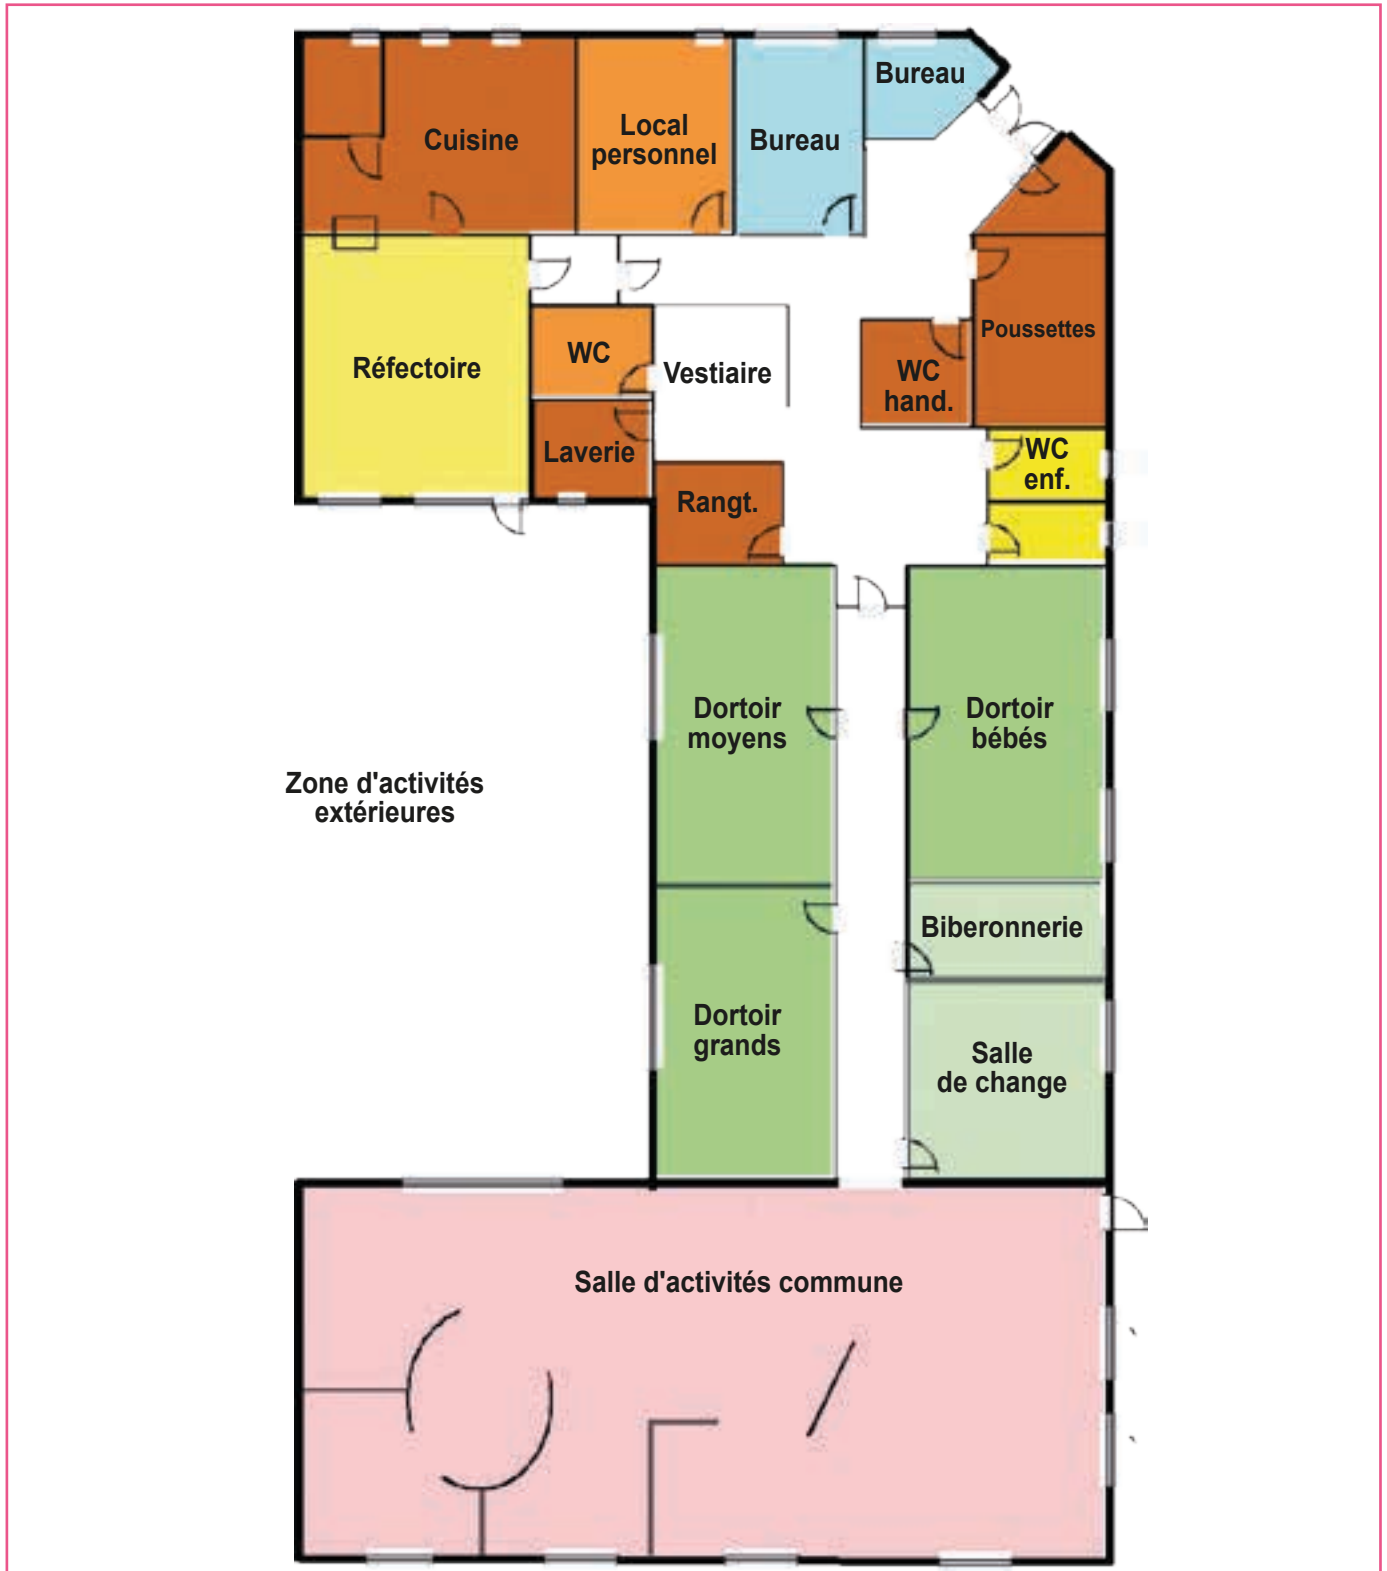 Bureau
Cuisine
Local
personnel
Bureau
Poussettes
Réfectoire
WC
Vestiaire
WC
hand.
Laverie
WC
enf.
Rangt.
Dortoir
moyens
Dortoir
bébés
Zone d'activités
extérieures
Biberonnerie
Dortoir
grands
Salle
de change
Salle d'activités commune